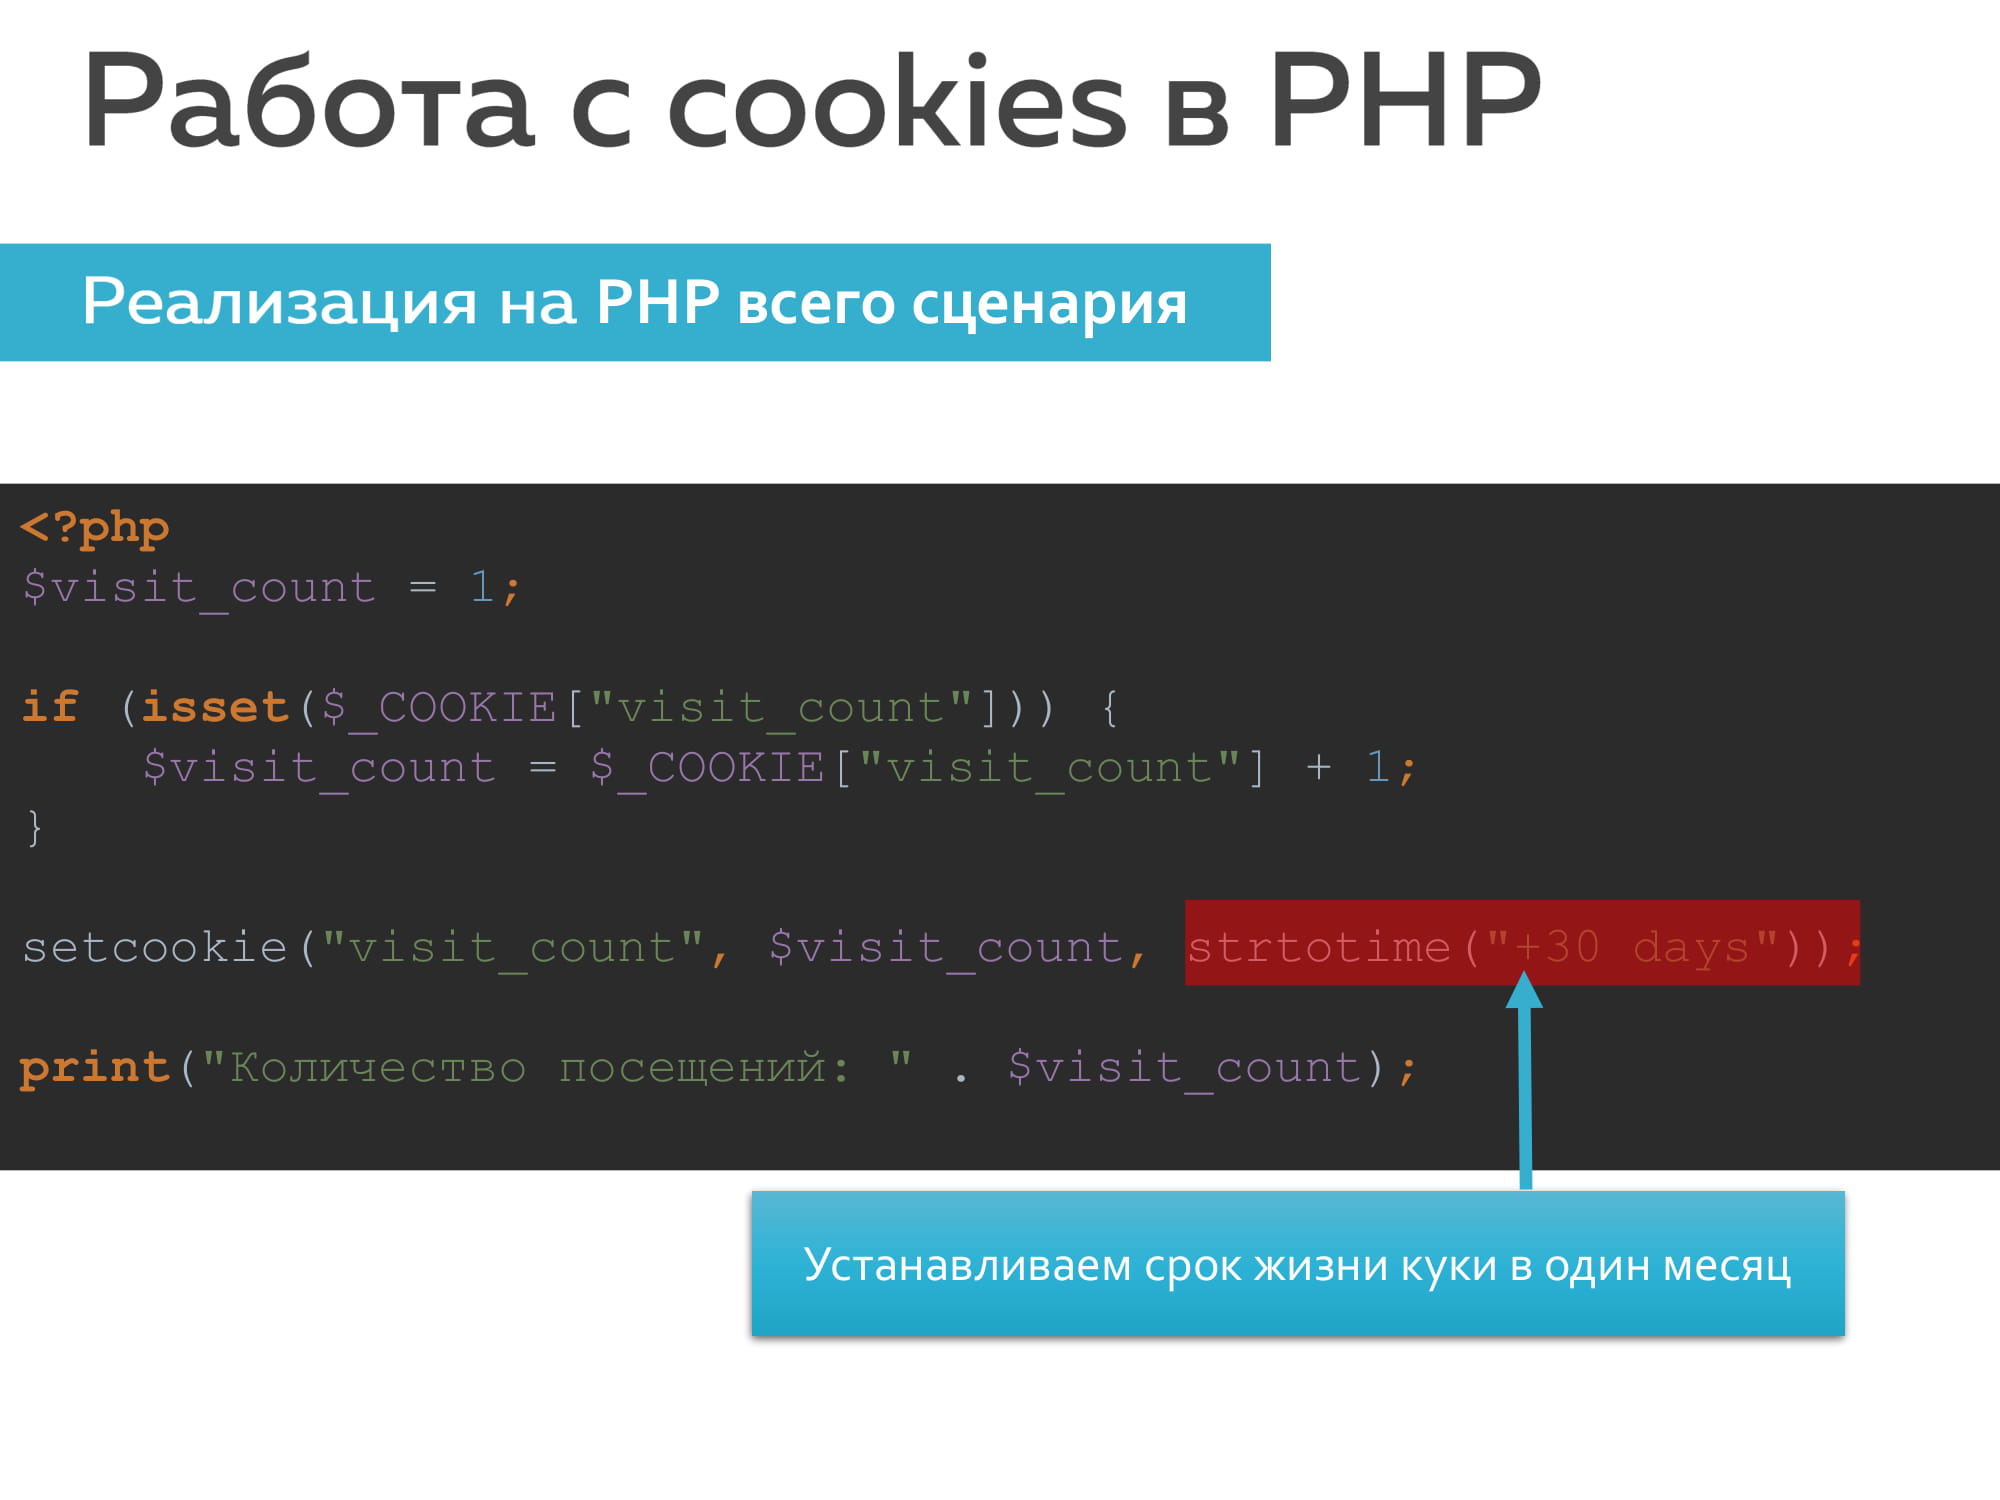 Работа с cookies в PHP
Реализация на PHP всего сценария
<?php
$visit_count = 1;
if (isset($_COOKIE["visit_count"])) {
    $visit_count = $_COOKIE["visit_count"] + 1;
}
setcookie("visit_count", $visit_count, strtotime("+30 days"));
print("Количество посещений: " . $visit_count);
Устанавливаем срок жизни куки в один месяц